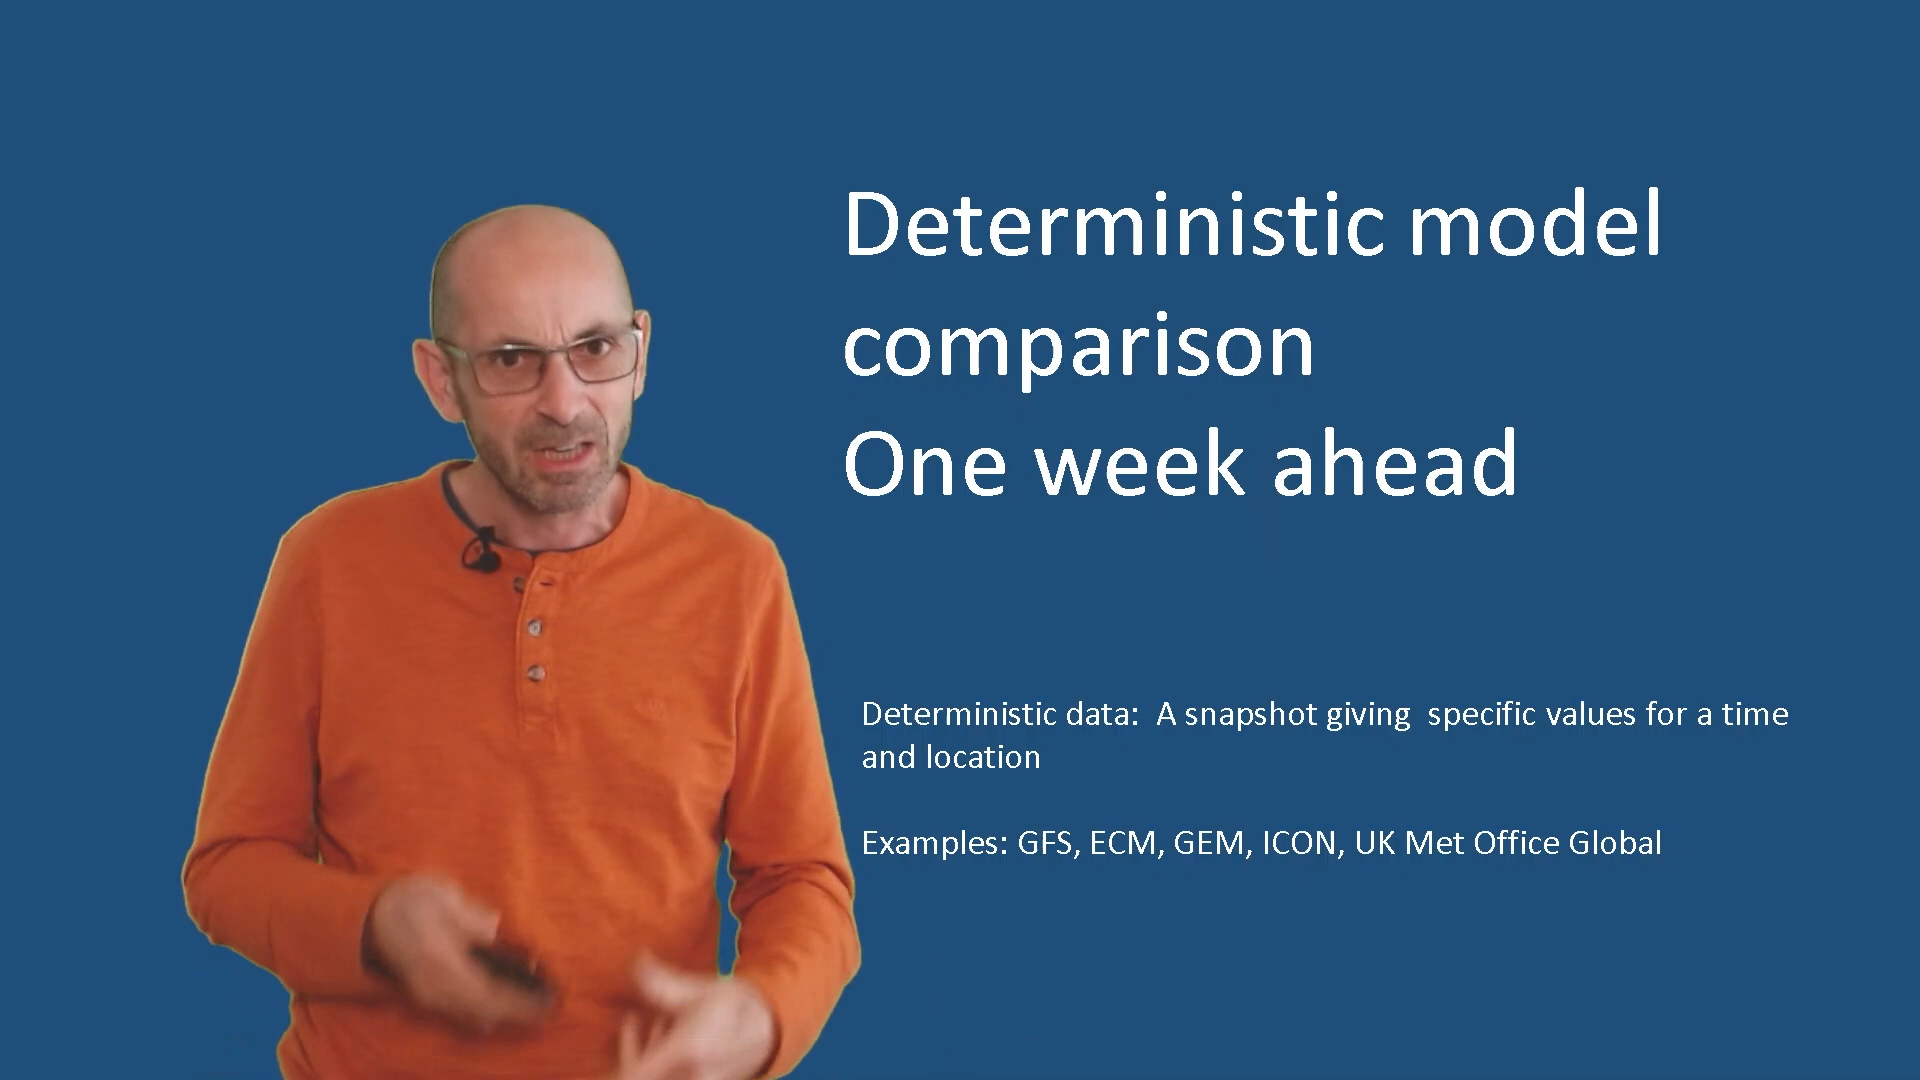 Deterministic model
comparison
One week ahead
Deterministic data:  A snapshot giving  specific values for a time
and location
Examples: GFS, ECM, GEM, ICON, UK Met Office Global